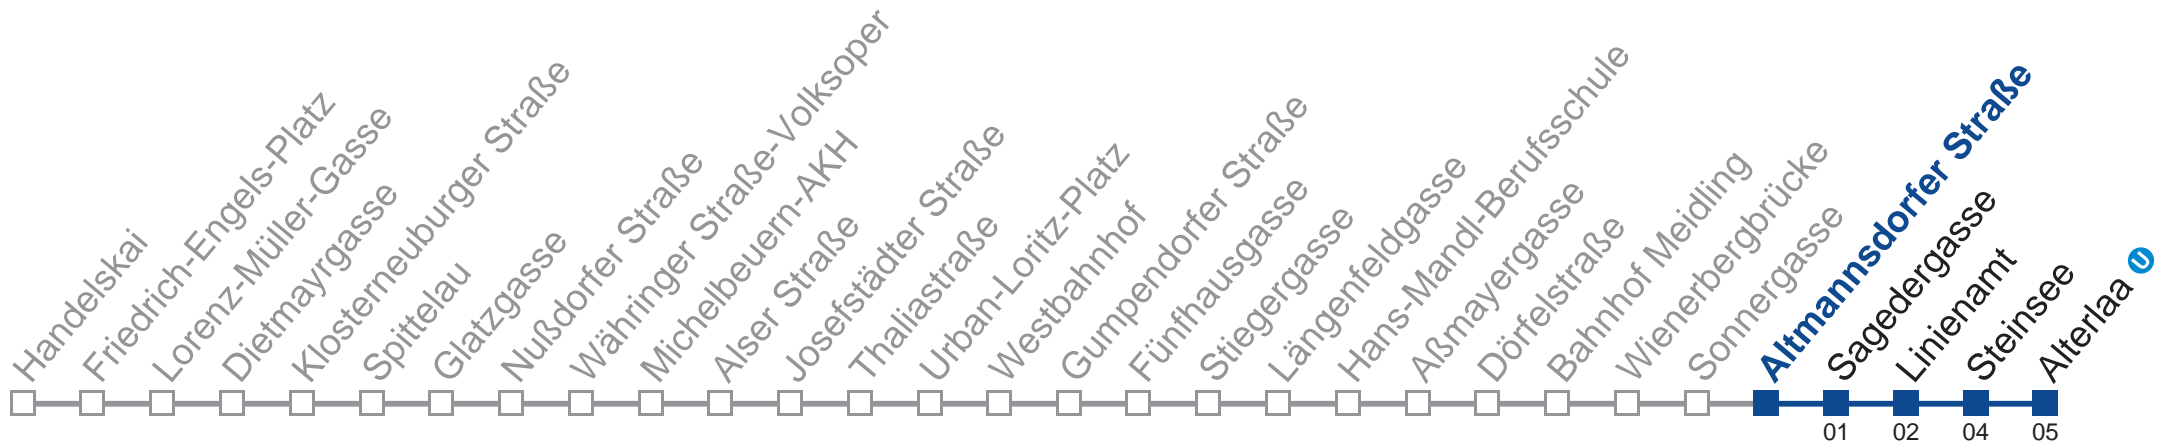 Handelskai
Friedrich-Engels-Platz
Lorenz-Müller-Gasse
Dietmayrgasse
Klosterneuburger Straße
Spittelau
Glatzgasse
Nußdorfer Straße
Währinger Straße-Volksoper
Michelbeuern-AKH
Alser Straße
Josefstädter Straße
Thaliastraße
Urban-Loritz-Platz
Westbahnhof
Gumpendorfer Straße
Fünfhausgasse
Stiegergasse
Längenfeldgasse
Hans-Mandl-Berufsschule
Aßmayergasse
Dörfelstraße
Bahnhof Meidling
Wienerbergbrücke
Sonnergasse
Altmannsdorfer Straße
Sagedergasse
Linienamt
Steinsee
Alterlaa U
01 02 04 05